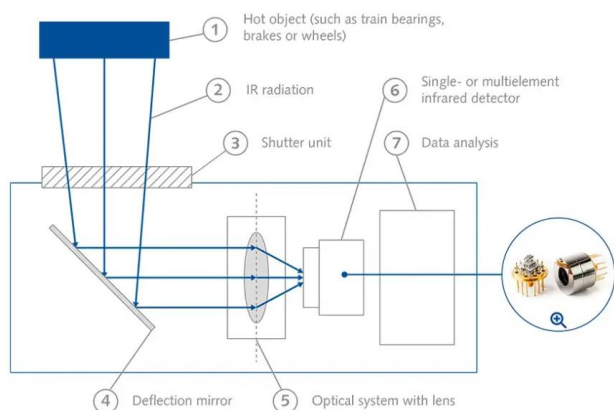 1 Hot object (such as train bearings,
brakes or wheels)
2 IR radiation
3 Shutter unit
6 Single- or multielement
infrared detector
7 Data analysis
4 Deflection mirror
5 Optical system with lens